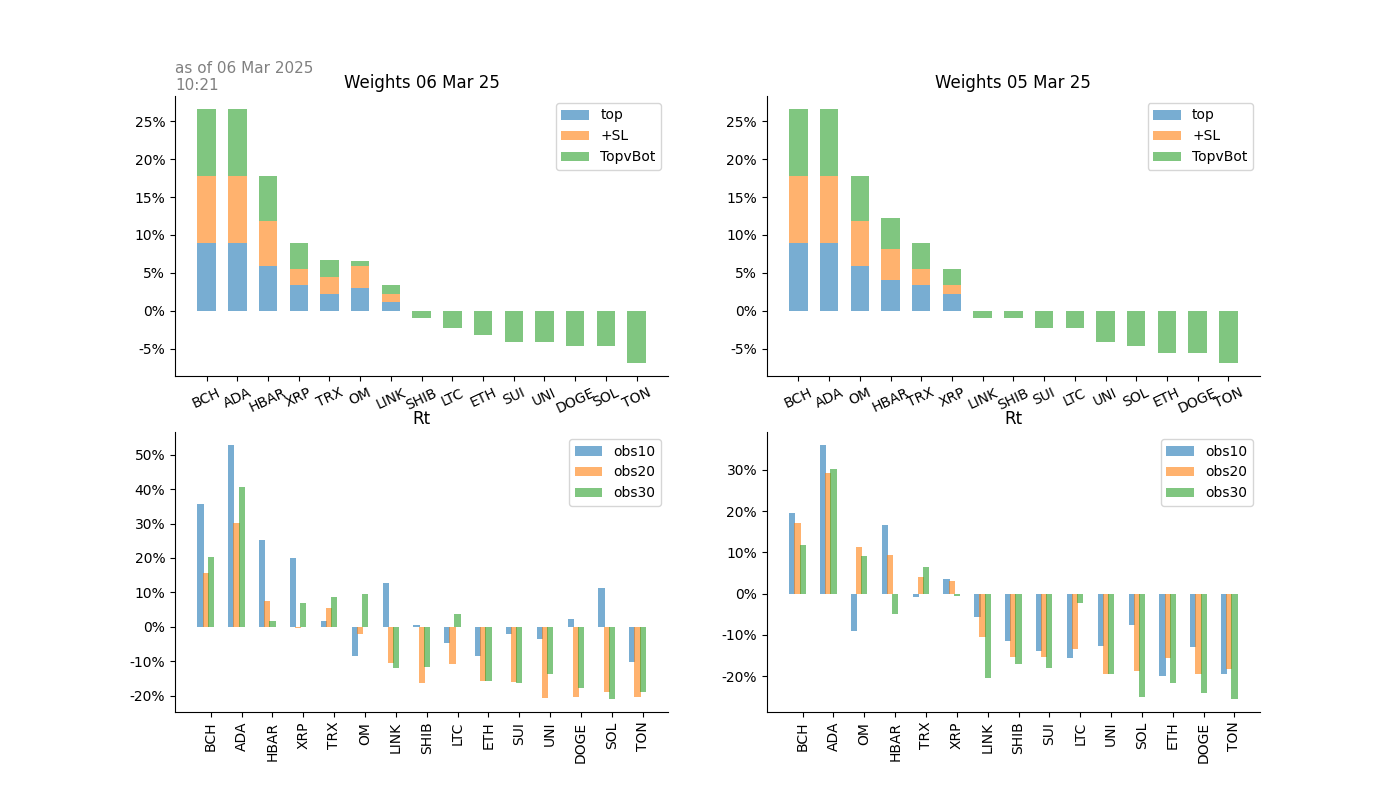 as of 06 Mar 2025
10:21
Weights 06 Mar 25
25%
20%
15%
10%
5%
0%
-5%
top
+SL
TopvBot
BCH ADA HBAR XRP TRX OM LINK SHIB LTC ETH SUI UNI DOGE SOL TON
Weights 05 Mar 25
25%
20%
15%
10%
5%
0%
-5%
top
+SL
TopvBot
BCH ADA OM HBAR TRX XRP LINK SHIB SUI LTC UNI SOL ETH DOGE TON
Rt
50%
40%
30%
20%
10%
0%
-10%
-20%
obs10
obs20
obs30
BCH ADA HBAR XRP TRX OM LINK SHIB LTC ETH SUI UNI DOGE SOL TON
Rt
30%
20%
10%
0%
-10%
-20%
obs10
obs20
obs30
BCH ADA OM HBAR TRX XRP LINK SHIB SUI LTC UNI SOL ETH DOGE TON